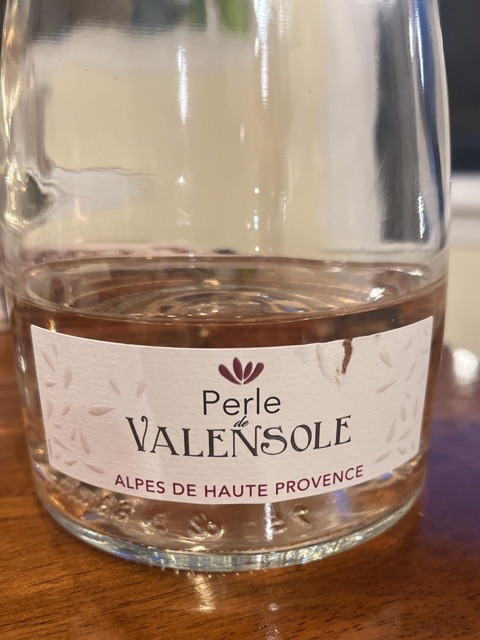 Perle
de
VALENSOLE
ALPES DE HAUTE PROVENCE